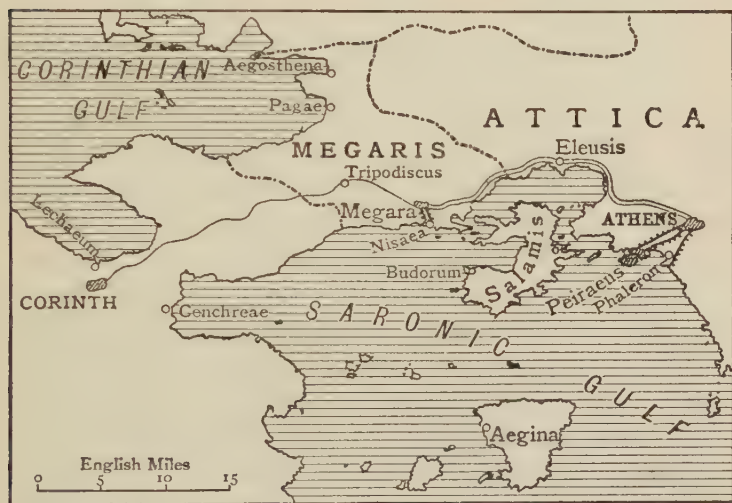 CORINTHIAN
GULF
Aegosthena
Pagae
ATTICA
Eleusis
MEGARIS
Tripodiscus
Megara
Nisaea
ATHENS
Lechaeum
Budorum
Salamis
Peiraeus
Phaleron
CORINTH
Cenchreae
SARONIC
GULF
Aegina
English Miles
0 5 10 15